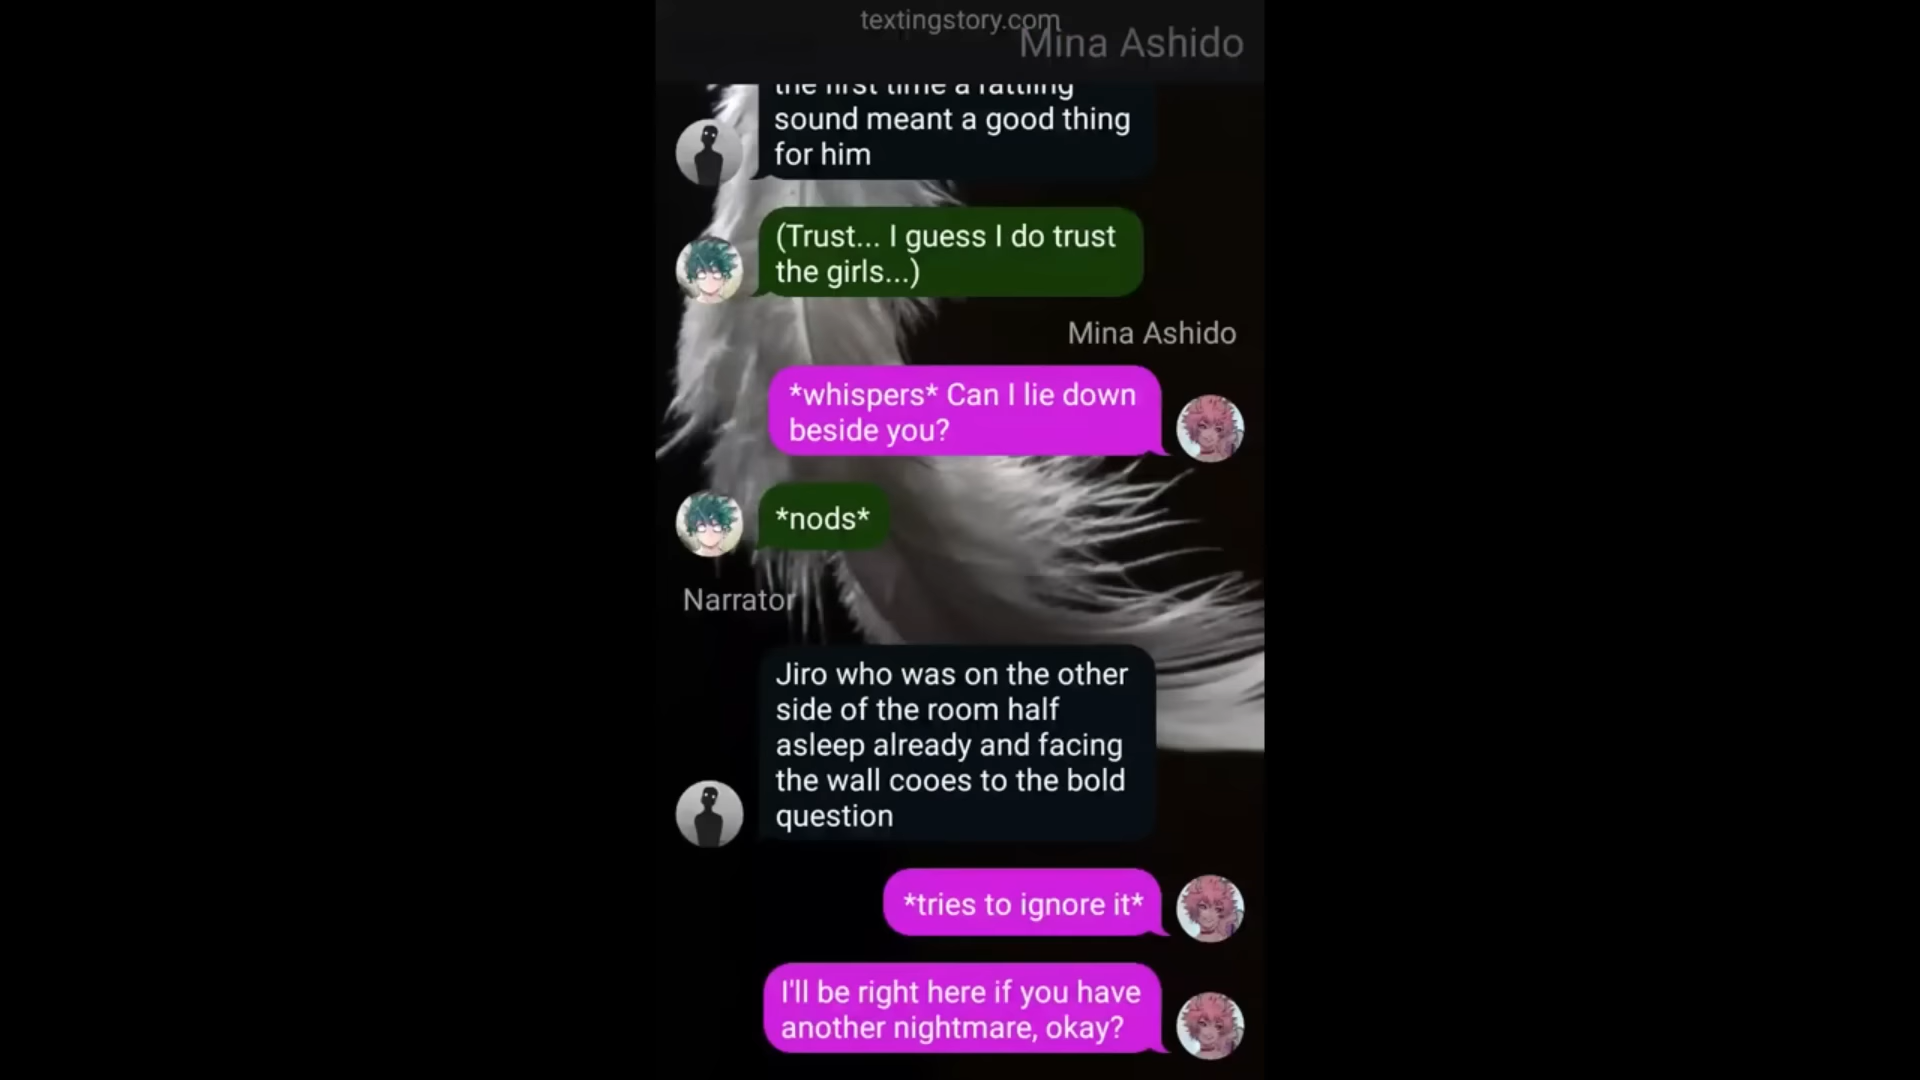 textingstory.com
Mina Ashido
the first time a rattling
sound meant a good thing
for him
(Trust... I guess I do trust
the girls...)
Mina Ashido
*whispers* Can I lie down
beside you?
*nods*
Narrator
Jiro who was on the other
side of the room half
asleep already and facing
the wall cooes to the bold
question
*tries to ignore it*
I'll be right here if you have
another nightmare, okay?